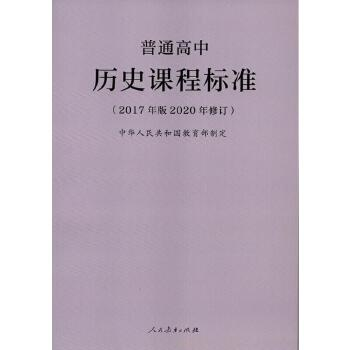 普通高中
历史课程标准
（2017年版2020年修订）
中华人民共和国教育部制定
人民教育出版社